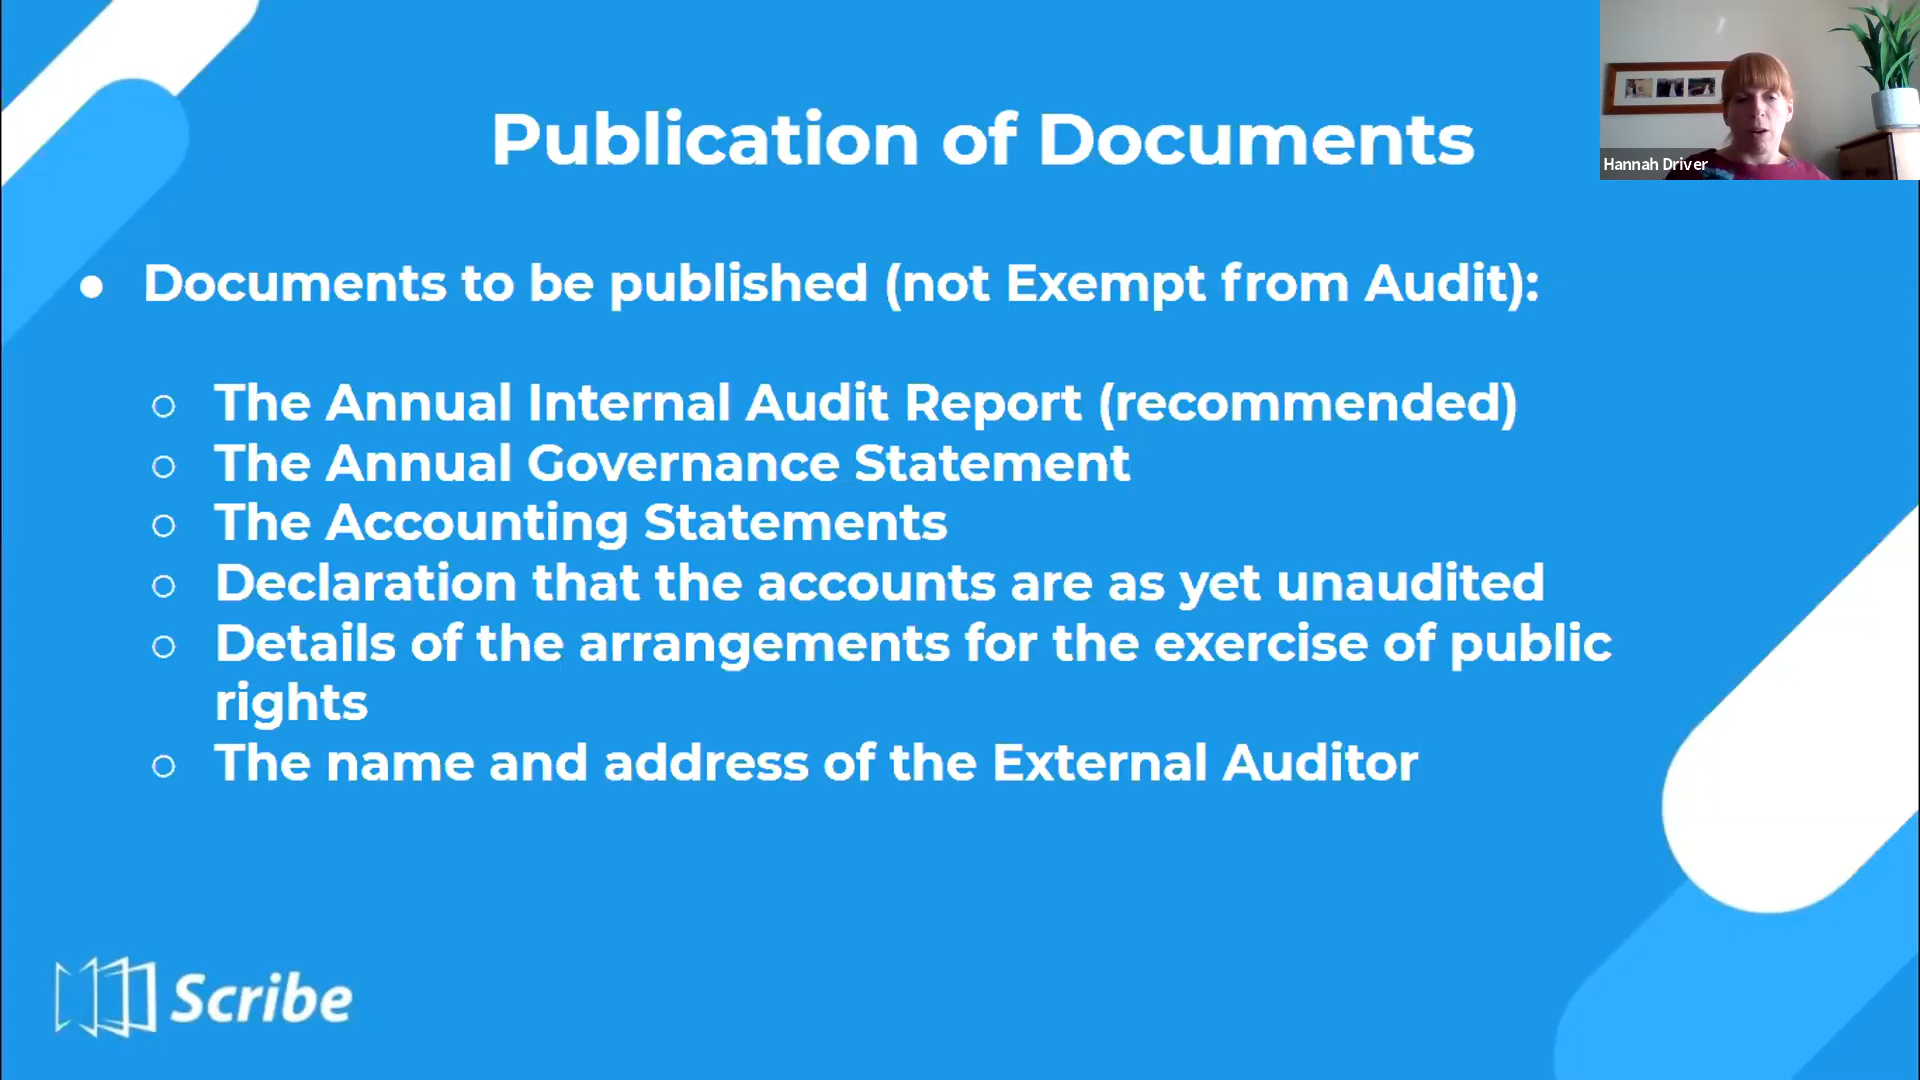 Publication of Documents
Hannah Driver
● Documents to be published (not Exempt from Audit):
○ The Annual Internal Audit Report (recommended)
○ The Annual Governance Statement
○ The Accounting Statements
○ Declaration that the accounts are as yet unaudited
○ Details of the arrangements for the exercise of public
rights
○ The name and address of the External Auditor
Scribe